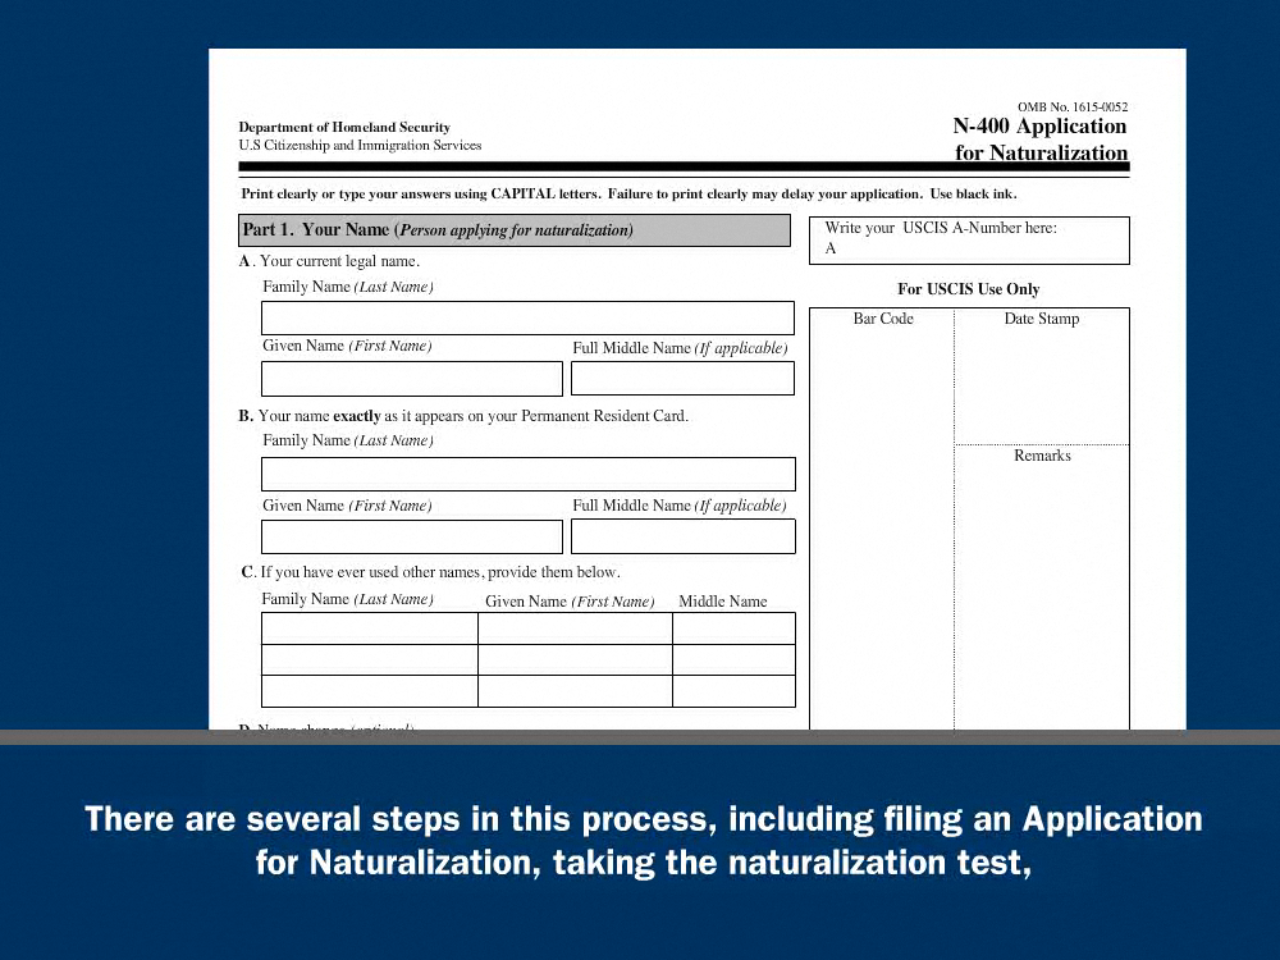 OMB No. 1615-0052
Department of Homeland Security
N-400 Application
U.S Citizenship and Immigration Services
for Naturalization
Print clearly or type your answers using CAPITAL letters. Failure to print clearly may delay your application. Use black ink.
Part 1. Your Name (Person applying for naturalization)
Write your USCIS A-Number here:
A
A. Your current legal name.
Family Name (Last Name)
For USCIS Use Only
Bar Code Date Stamp
Given Name (First Name) Full Middle Name (If applicable)
B. Your name exactly as it appears on your Permanent Resident Card.
Family Name (Last Name)
Remarks
Given Name (First Name) Full Middle Name (If applicable)
C. If you have ever used other names, provide them below.
Family Name (Last Name) Given Name (First Name) Middle Name
D. Name change (optional)
There are several steps in this process, including filing an Application
for Naturalization, taking the naturalization test,